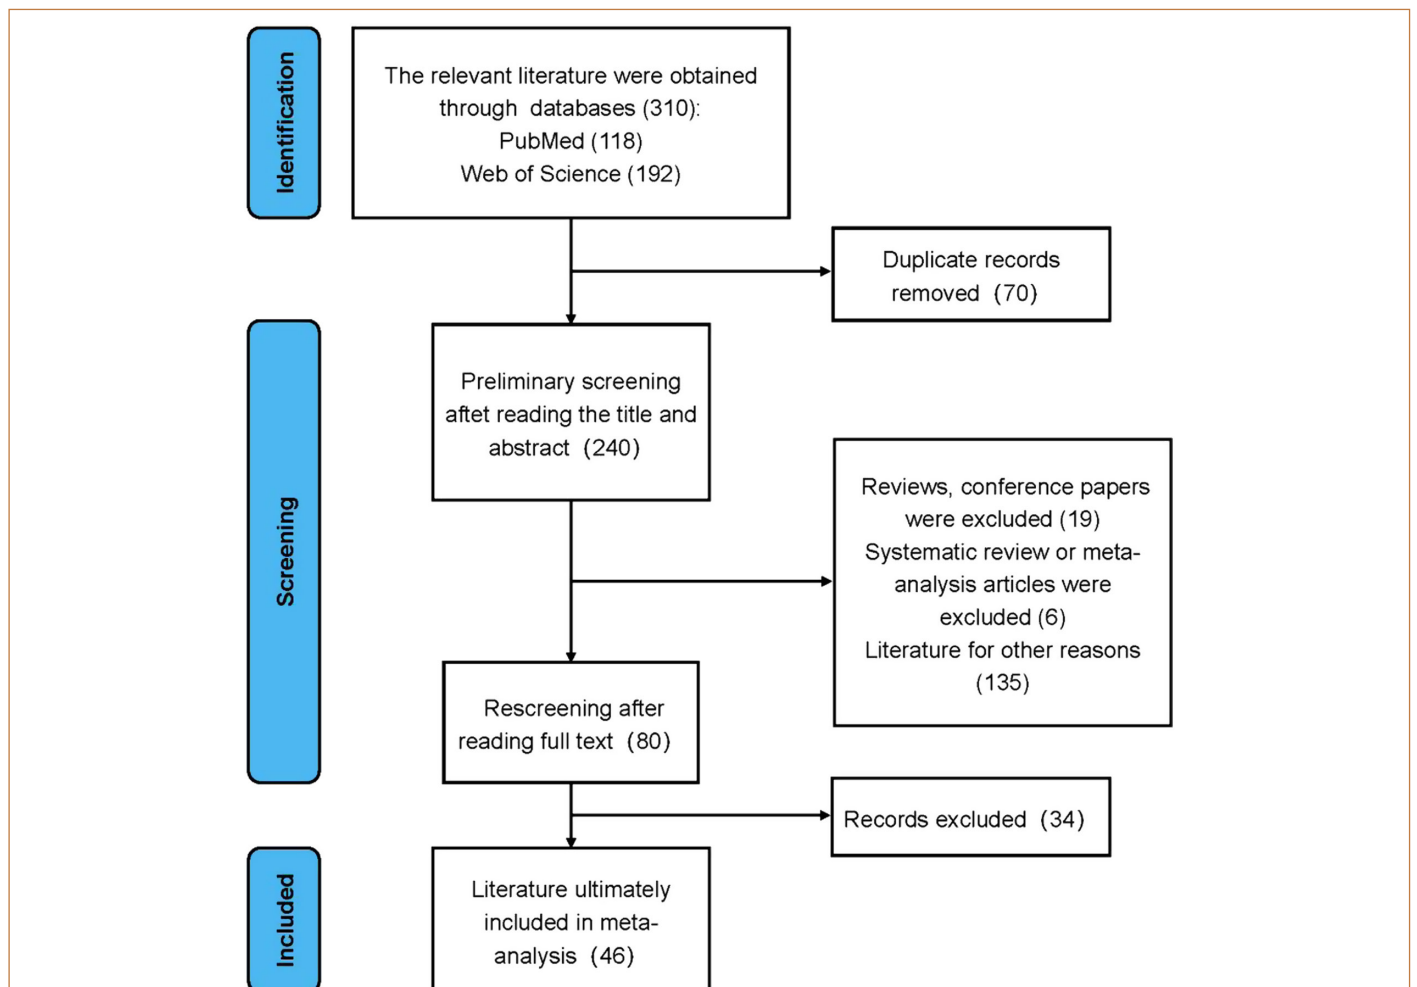 Identification
The relevant literature were obtained
through databases (310):
PubMed (118)
Web of Science (192)
Duplicate records
removed (70)
Screening
Preliminary screening
aftet reading the title and
abstract (240)
Reviews, conference papers
were excluded (19)
Systematic review or meta-
analysis articles were
excluded (6)
Literature for other reasons
(135)
Rescreening after
reading full text (80)
Records excluded (34)
Included
Literature ultimately
included in meta-
analysis (46)